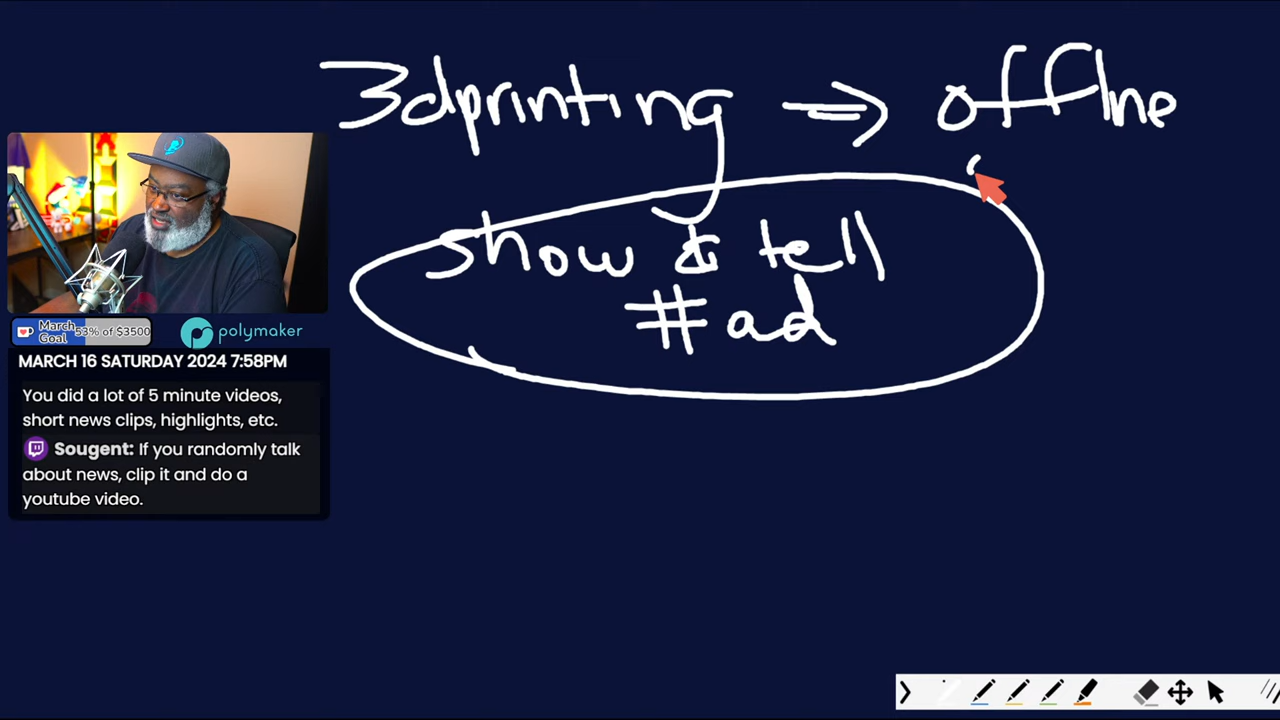 3dprinting => offlne
show & tell
#ad
March
Goal
53% of $3500
polymaker
MARCH 16 SATURDAY 2024 7:58PM
You did a lot of 5 minute videos,
short news clips, highlights, etc.
Sougent: If you randomly talk
about news, clip it and do a
youtube video.